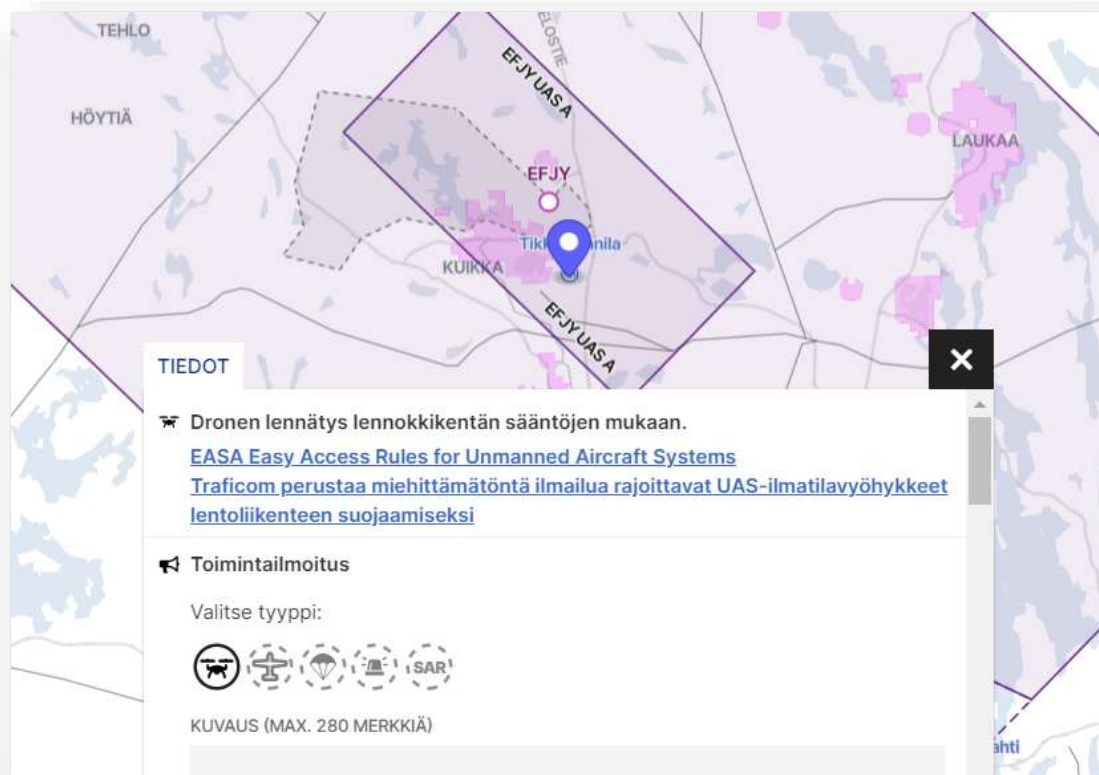 TEHLO
ELOSTIE
EFJY UAS A
HÖYTIÄ
LAUKAA
EFJY
Tikk nila
KUIKKA
EFJY UAS A
TIEDOT
Dronen lennätys lennokkikentän sääntöjen mukaan.
EASA Easy Access Rules for Unmanned Aircraft Systems
Traficom perustaa miehittämätöntä ilmailua rajoittavat UAS-ilmatilavyöhykkeet
lentoliikenteen suojaamiseksi
Toimintailmoitus
Valitse tyyppi:
SAR
KUVAUS (MAX. 280 MERKKIÄ)
ahti